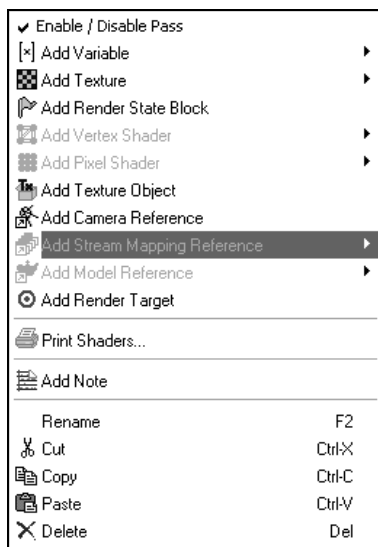 Enable / Disable Pass
Add Variable
Add Texture
Add Render State Block
Add Vertex Shader
Add Pixel Shader
Add Texture Object
Add Camera Reference
Add Stream Mapping Reference
Add Model Reference
Add Render Target
Print Shaders...
Add Note
Rename F2
Cut Ctrl-X
Copy Ctrl-C
Paste Ctrl-V
Delete Del